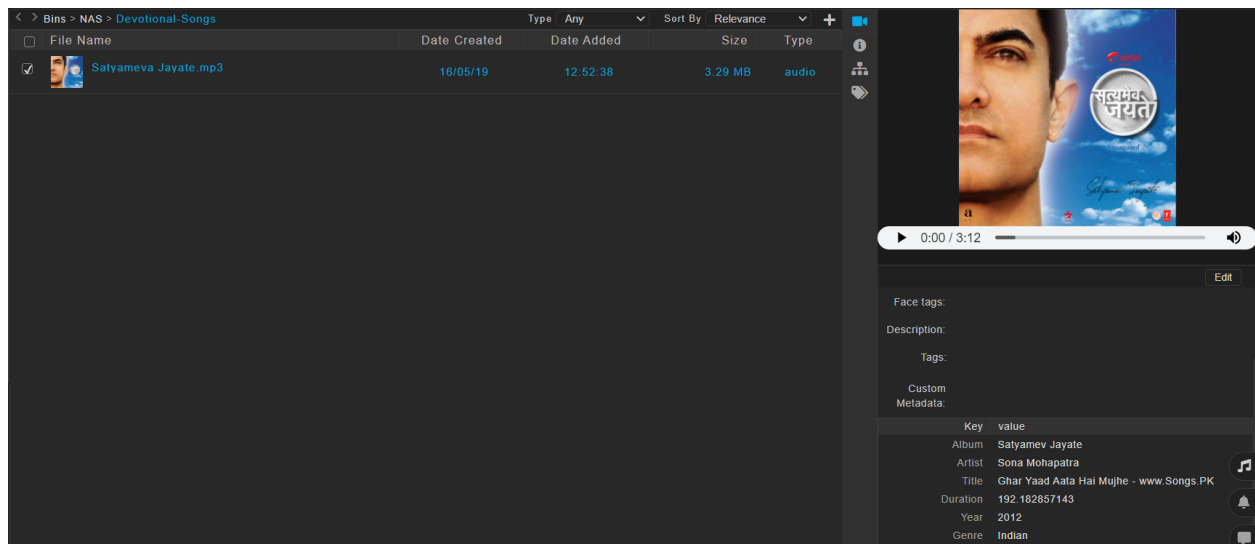 Bins > NAS > Devotional-Songs Type Any Sort By Relevance
File Name Date Created Date Added Size Type
Satyameva Jayate.mp3 16/05/19 12:52:38 3.29 MB audio
airtel
सत्यमेव
जयते
Satyamev Jayate
a
0:00 / 3:12
Edit
Face tags:
Description:
Tags:
Custom
Metadata:
Key value
Album Satyamev Jayate
Artist Sona Mohapatra
Title Ghar Yaad Aata Hai Mujhe - www.Songs.PK
Duration 192.182857143
Year 2012
Genre Indian